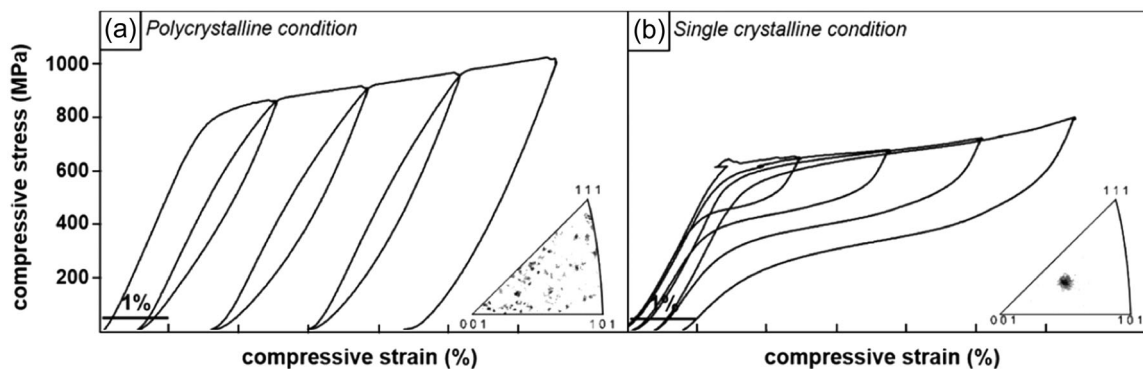 (a) Polycrystalline condition
compressive stress (MPa)
1000
800
600
400
200
1%
111
001
101
compressive strain (%)
(b) Single crystalline condition
1%
111
001
101
compressive strain (%)